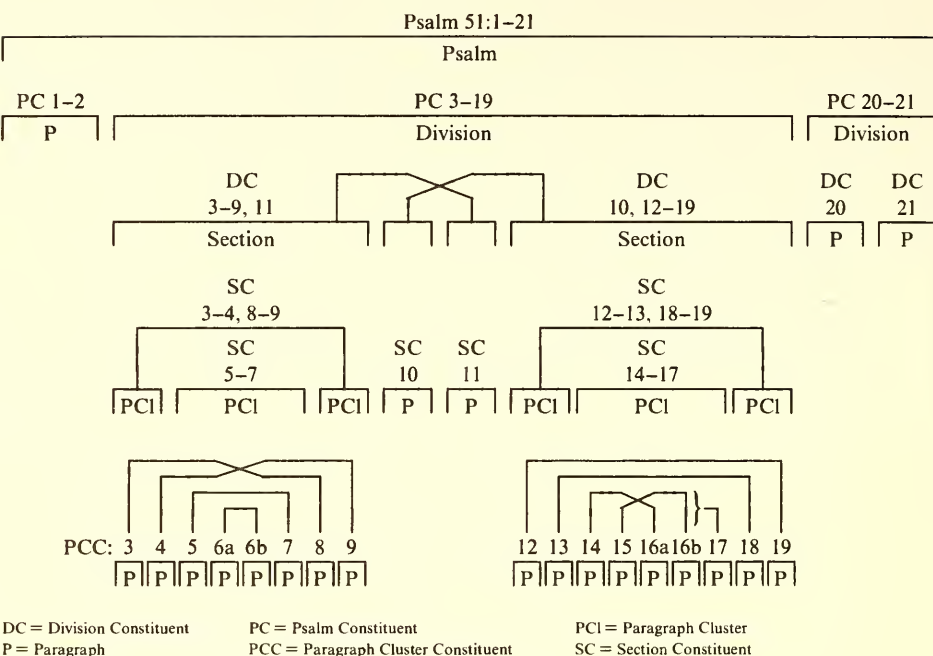 Psalm 51:1–21
Psalm
PC 1–2 PC 3–19 PC 20–21
P Division Division
DC DC DC DC
3–9, 11 10, 12–19 20 21
Section Section P P
SC SC
3–4, 8–9 12–13, 18–19
SC SC SC SC
5–7 10 11 14–17
PCl PCl PCl P P PCl PCl PCl
PCC: 3 4 5 6a 6b 7 8 9 12 13 14 15 16a 16b 17 18 19
P P P P P P P P P P P P P P P P P
DC = Division Constituent PC = Psalm Constituent PCl = Paragraph Cluster
P = Paragraph PCC = Paragraph Cluster Constituent SC = Section Constituent